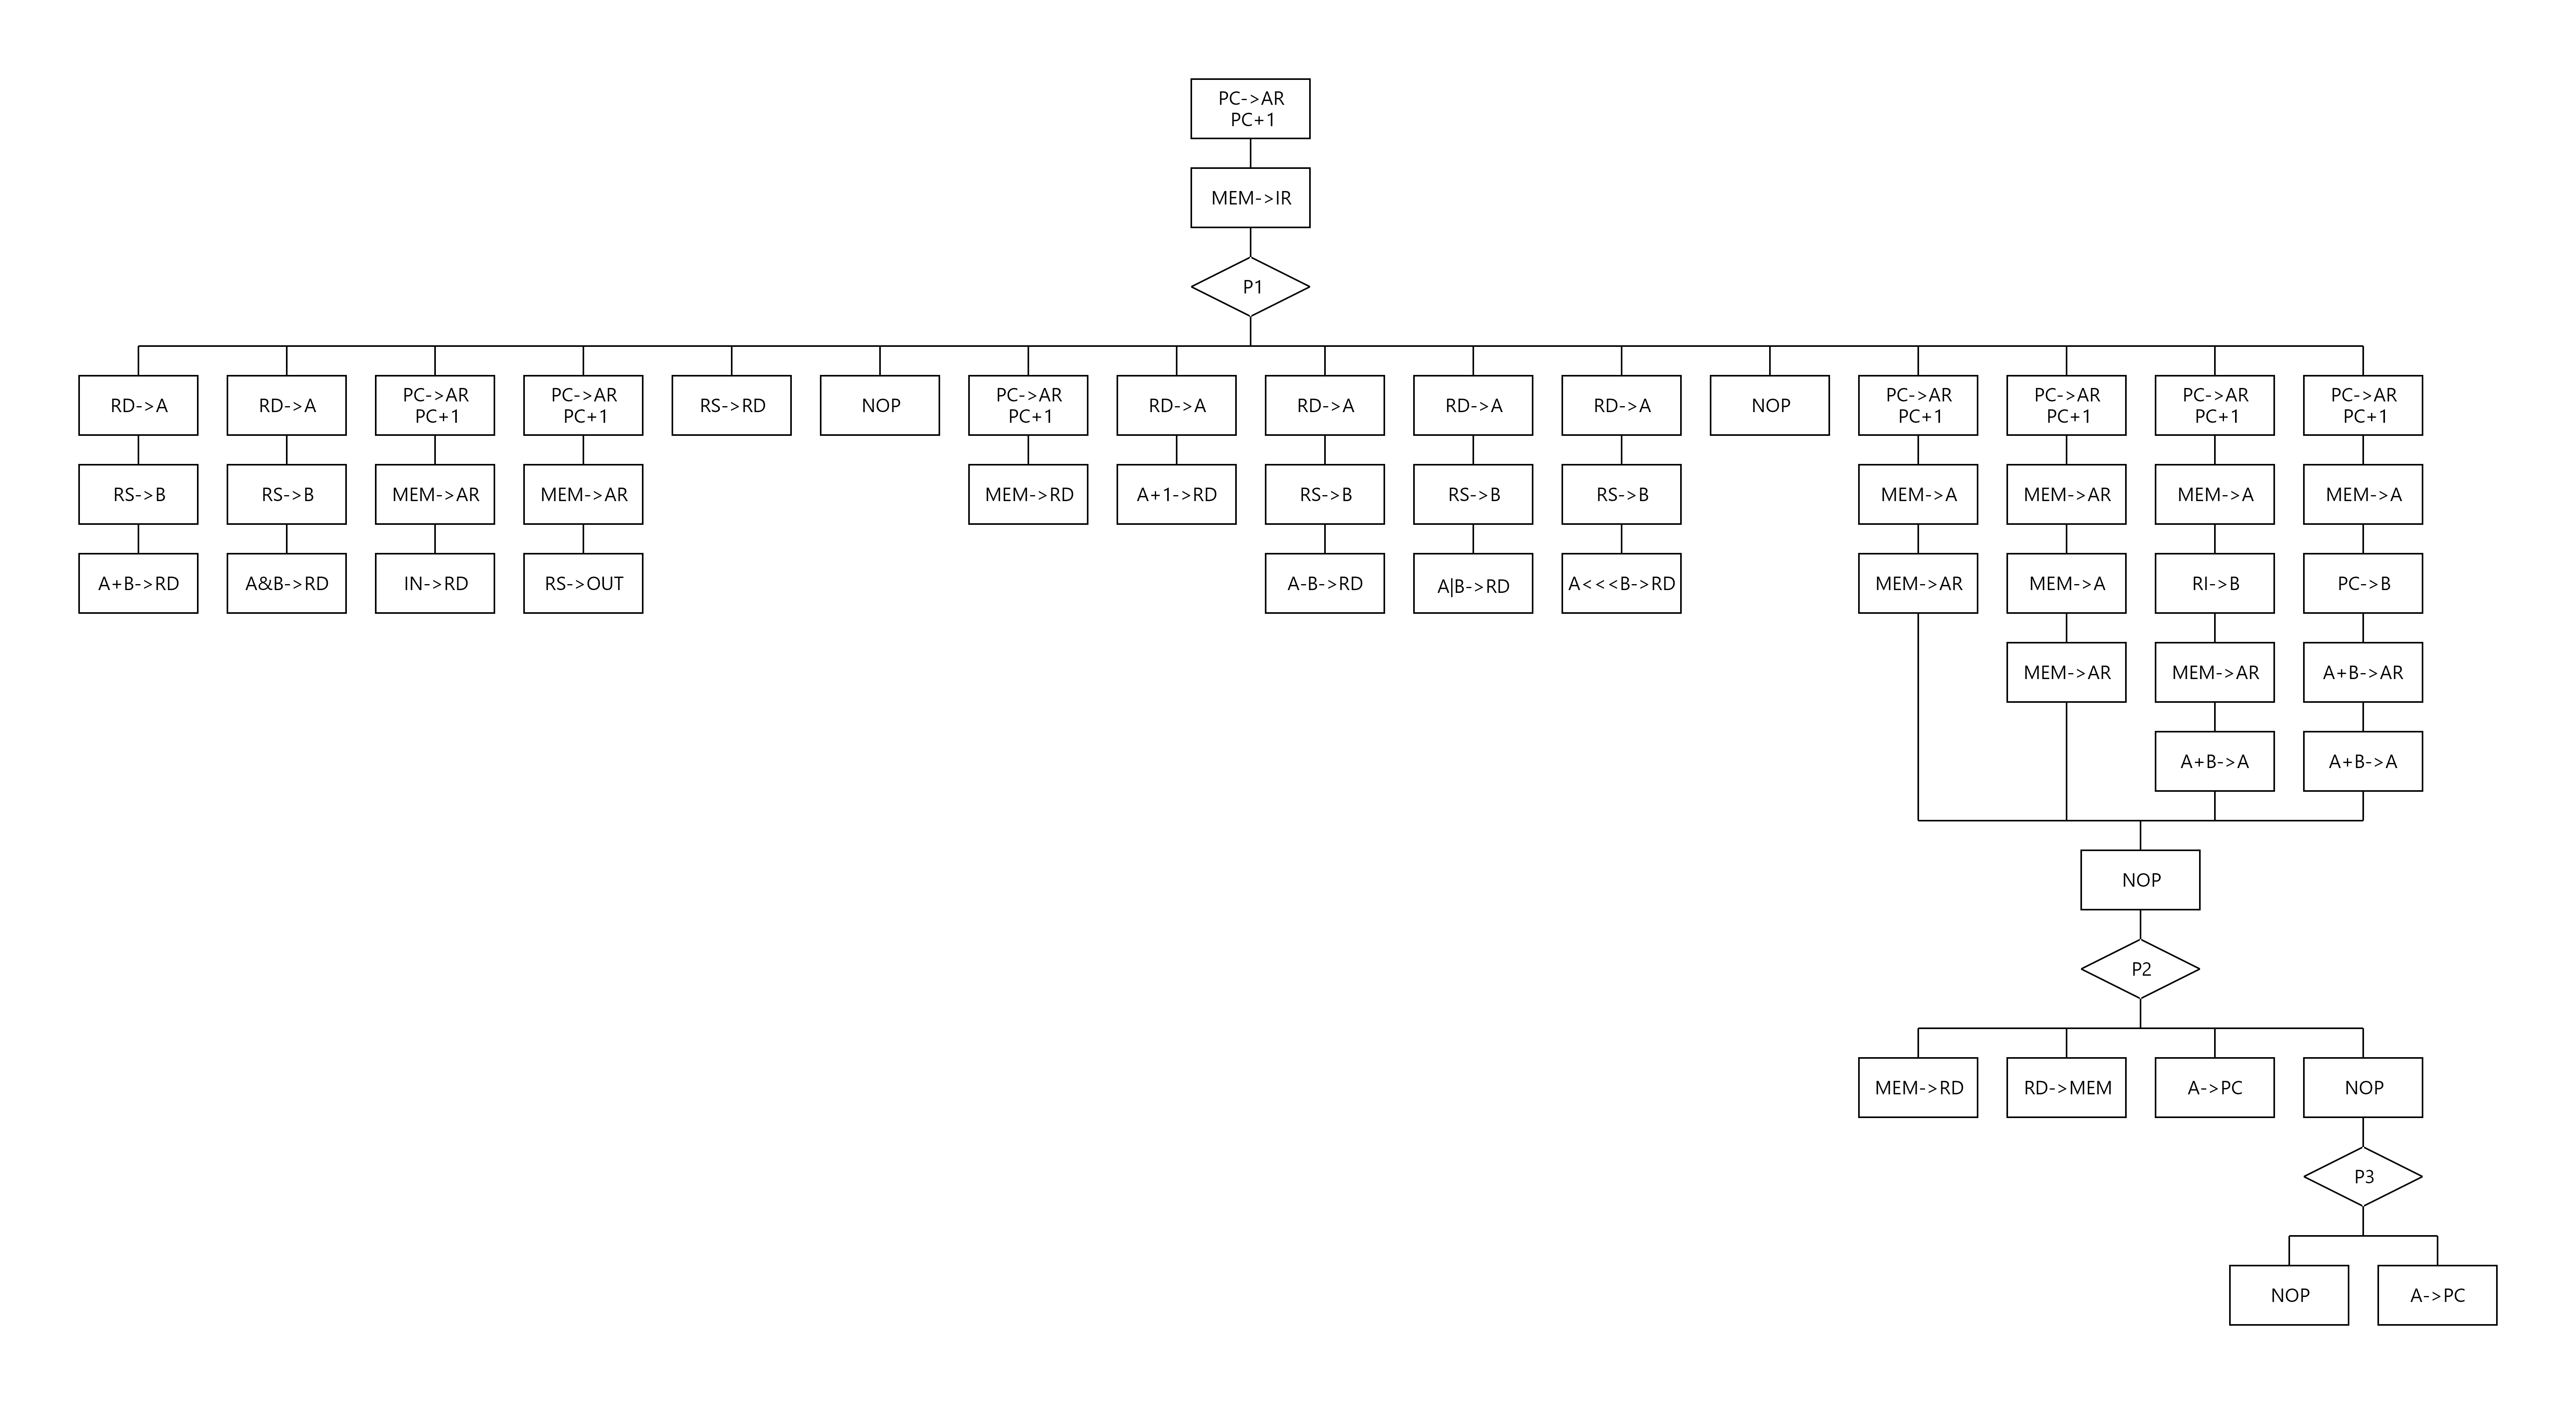 PC->AR
PC+1
MEM->IR
P1
RD->A
RD->A
PC->AR
PC+1
PC->AR
PC+1
RS->RD
NOP
PC->AR
PC+1
RD->A
RD->A
RD->A
RD->A
NOP
PC->AR
PC+1
PC->AR
PC+1
PC->AR
PC+1
PC->AR
PC+1
RS->B
RS->B
MEM->AR
MEM->AR
MEM->RD
A+1->RD
RS->B
RS->B
RS->B
MEM->A
MEM->AR
MEM->A
MEM->A
A+B->RD
A&B->RD
IN->RD
RS->OUT
A-B->RD
A|B->RD
A<<<B->RD
MEM->AR
MEM->A
RI->B
PC->B
MEM->AR
MEM->AR
A+B->AR
A+B->A
A+B->A
NOP
P2
MEM->RD
RD->MEM
A->PC
NOP
P3
NOP
A->PC